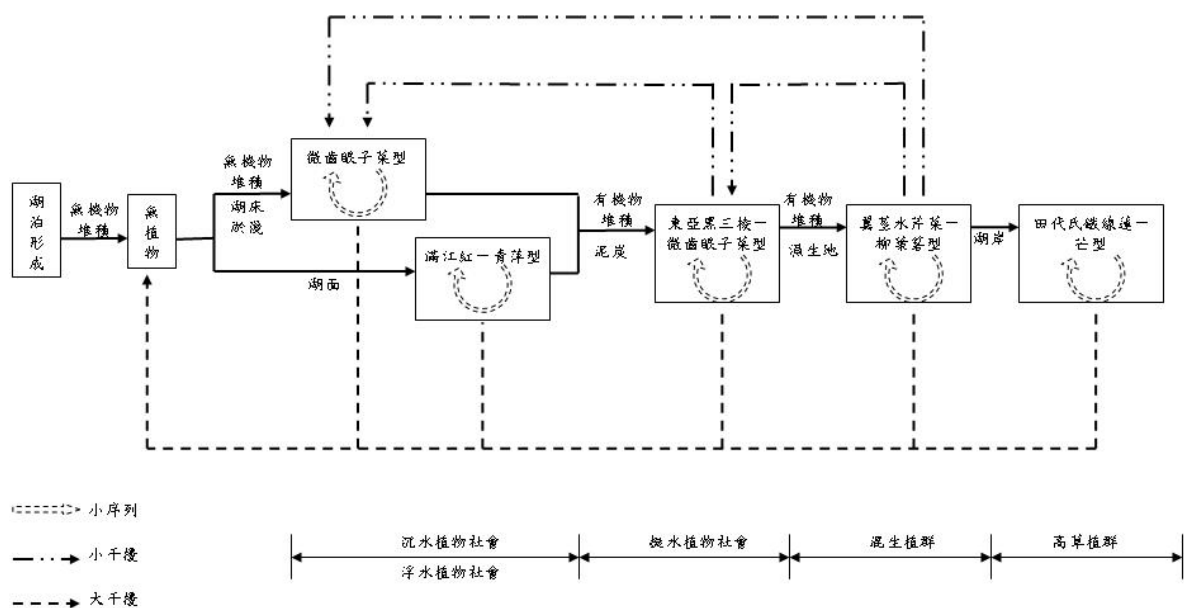 湖
泊
形
成
無機物
堆積
無
植
物
無機物
堆積
湖床
淤淺
湖面
微齒眼子菜型
滿江紅－青萍型
有機物
堆積
泥炭
東亞黑三稜－
微齒眼子菜型
有機物
堆積
濕生地
翼莖水芹菜－
柳葉箬型
湖岸
田代氏鐵線蓮－
芒型
小序列
小干擾
大干擾
沉水植物社會
浮水植物社會
挺水植物社會
混生植群
高草植群